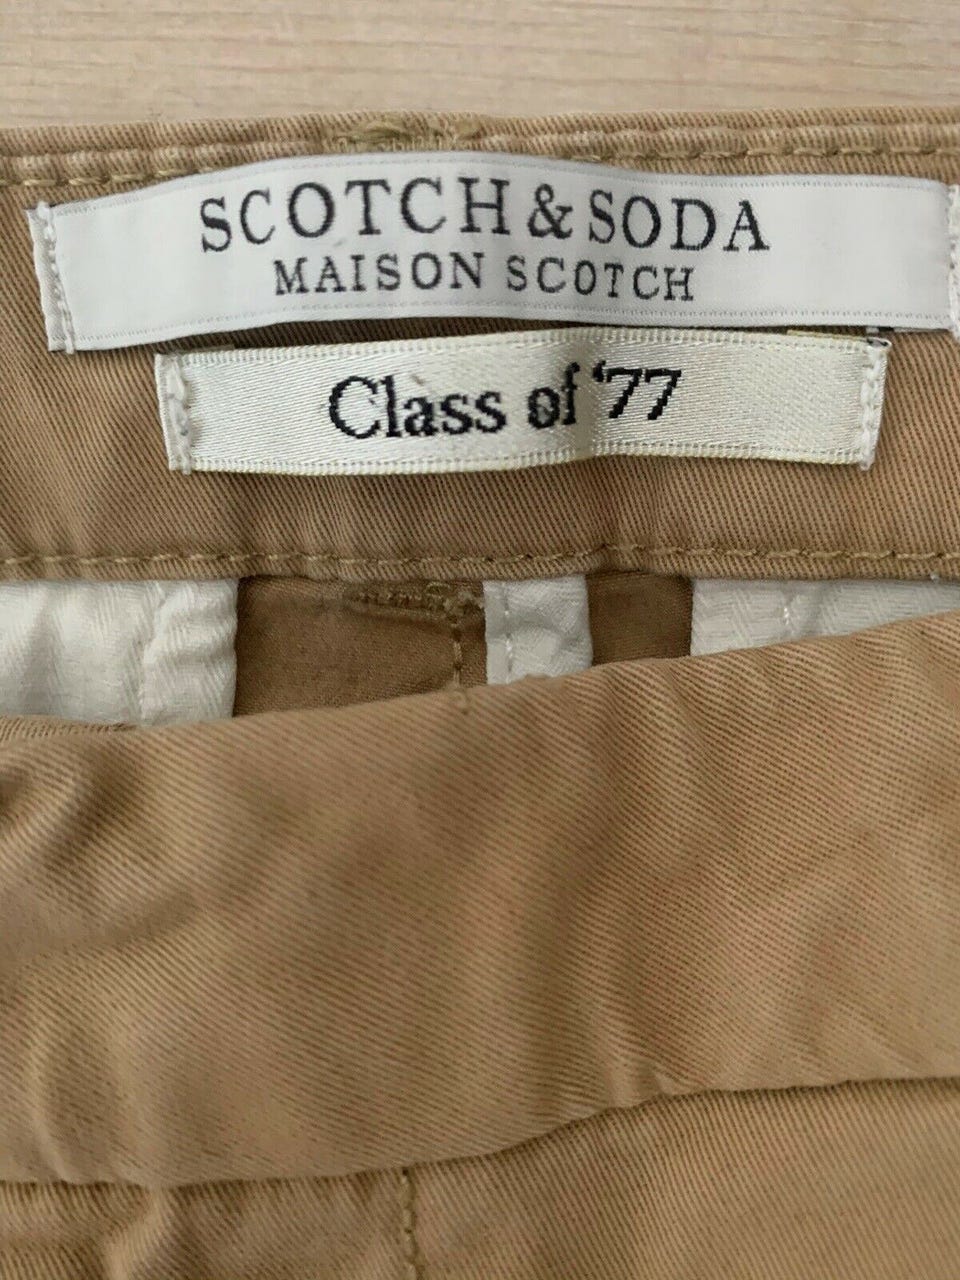 SCOTCH & SODA
MAISON SCOTCH
Class of '77